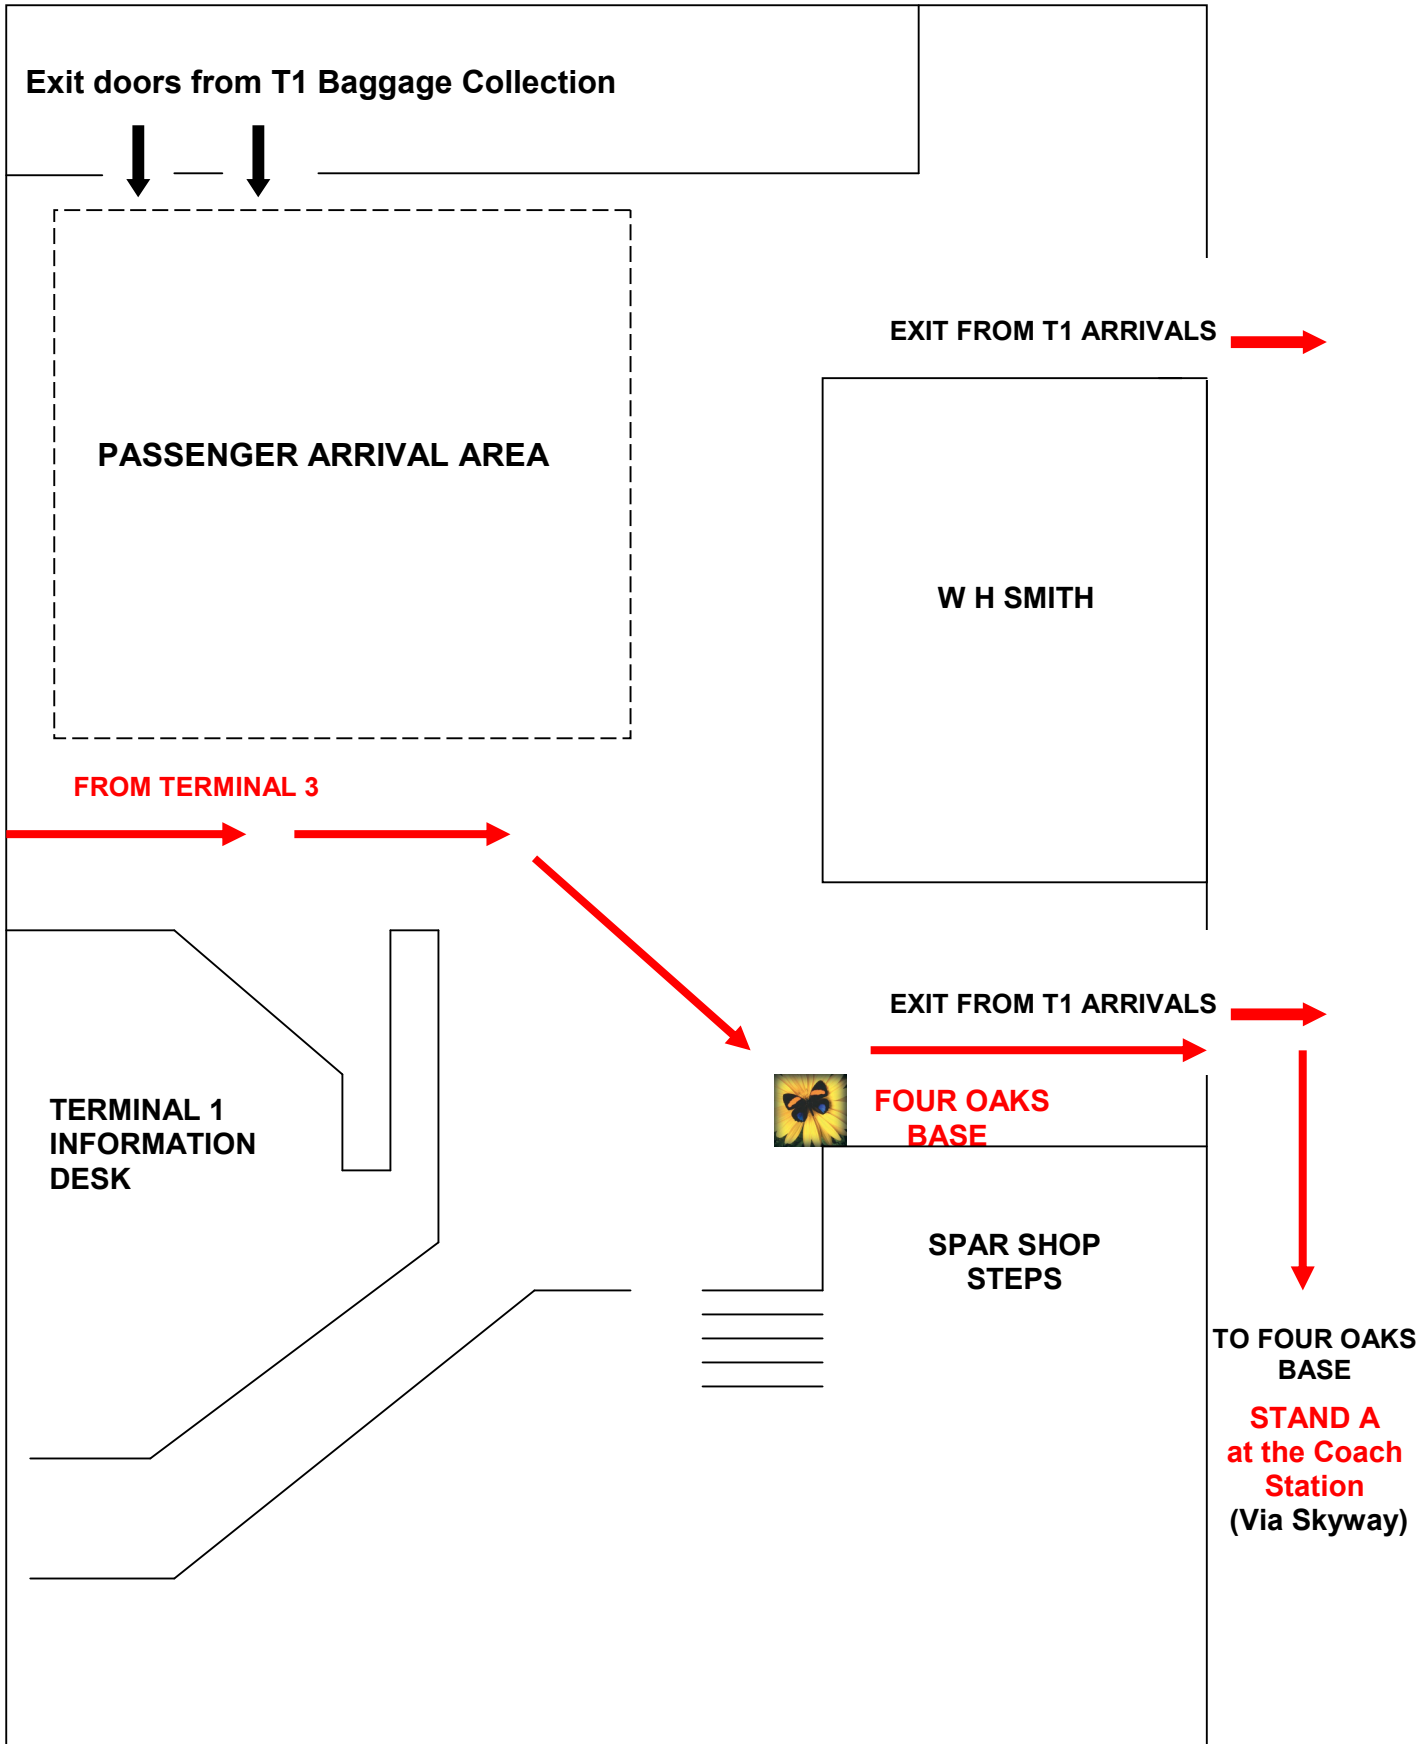 Exit doors from T1 Baggage Collection
EXIT FROM T1 ARRIVALS
PASSENGER ARRIVAL AREA
W H SMITH
FROM TERMINAL 3
EXIT FROM T1 ARRIVALS
FOUR OAKS
BASE
TERMINAL 1
INFORMATION
DESK
SPAR SHOP
STEPS
TO FOUR OAKS
BASE
STAND A
at the Coach
Station
(Via Skyway)